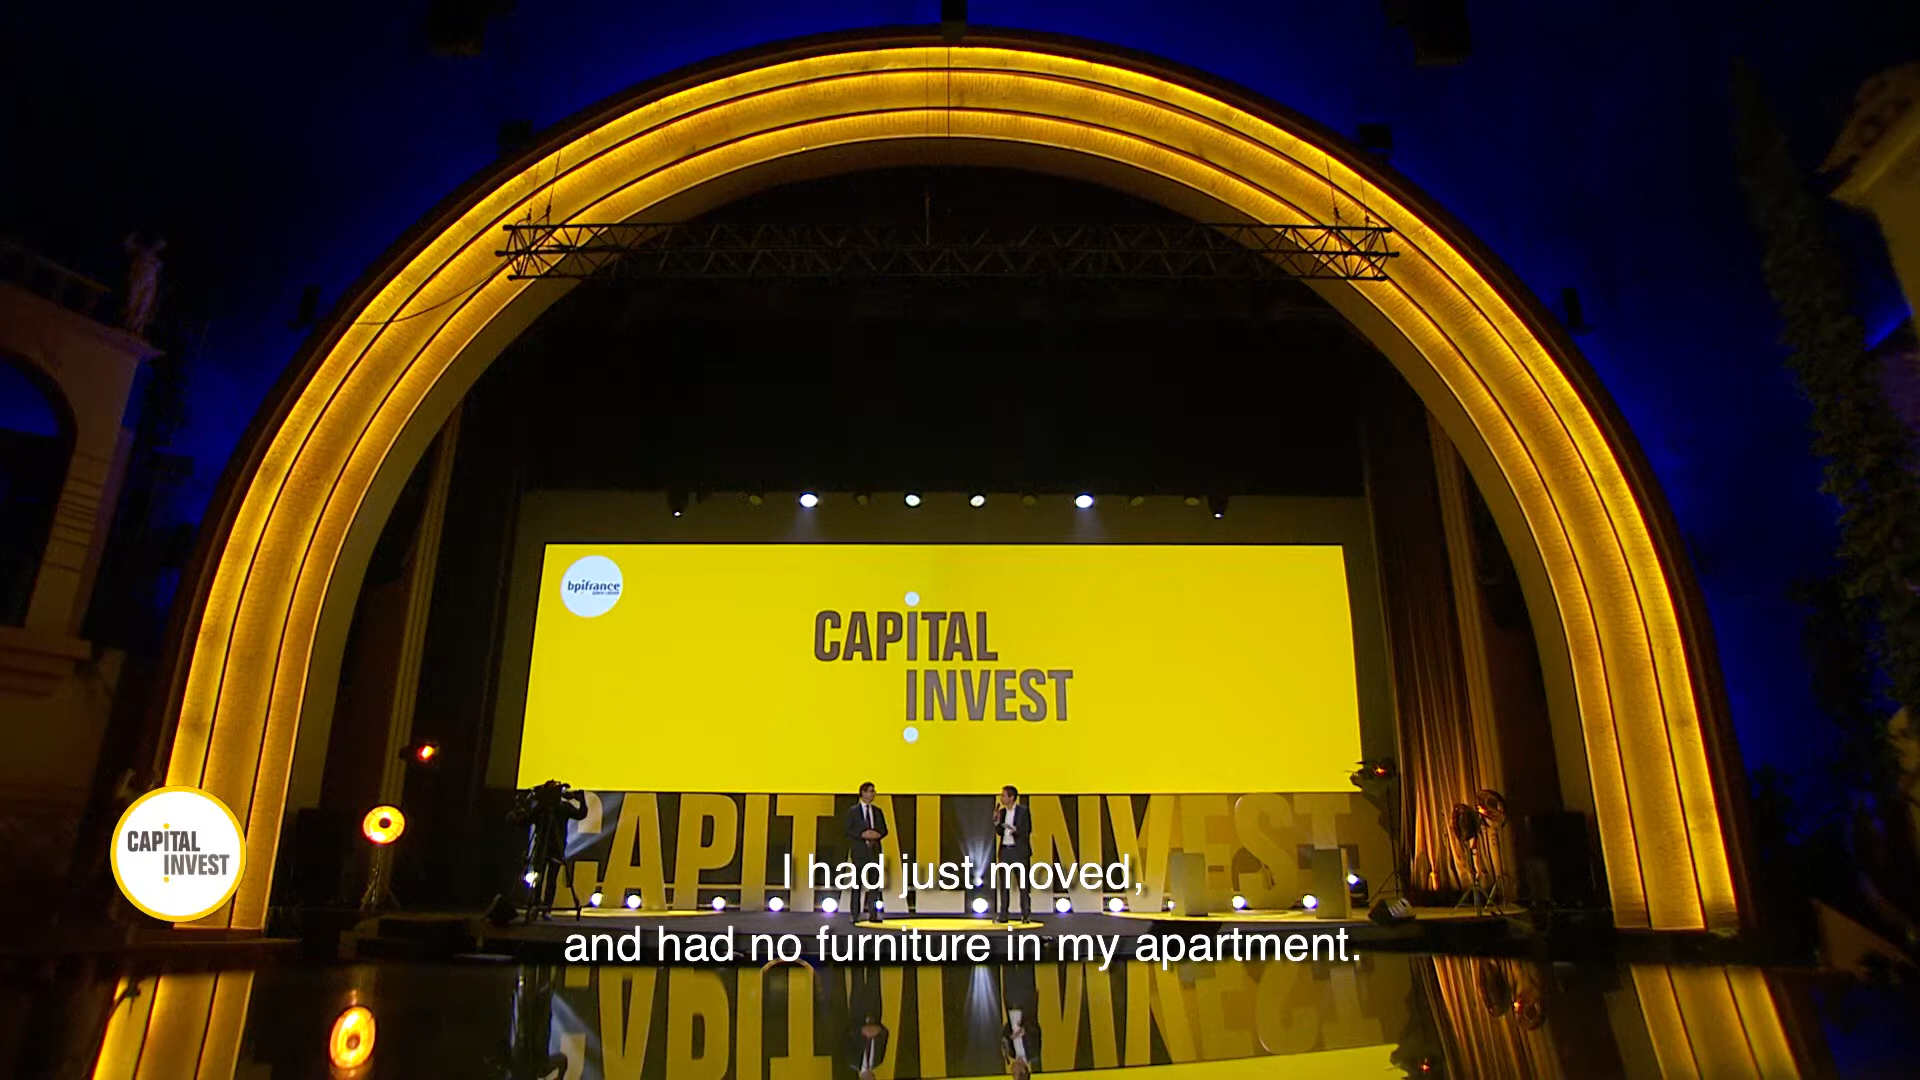 bpifrance
CAPITAL
INVEST
CAPITAL INVEST
CAPITAL
INVEST
I had just moved,
and had no furniture in my apartment.